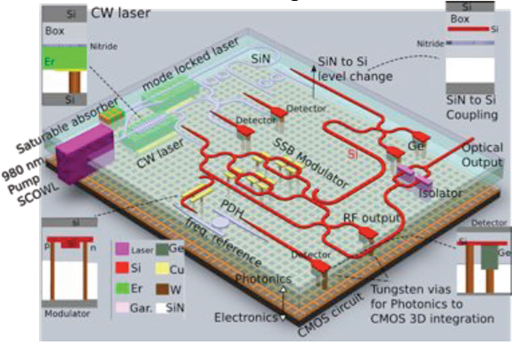 Si
CW laser
Box
Nitride
Er
Si
mode locked laser
SiN
SiN to Si
level change
Si
Box
Si
Nitride
SiN to Si
Coupling
Saturable absorber
980 nm
Pump
SCOWL
CW laser
Detector
Detector
SSB Modulator
Si
Ge
Optical
Output
Isolator
PDH
freq. reference
RF output
Detector
Detector
Si
Ge
Si
p
n
Modulator
Laser
Ge
Si
Cu
Er
W
Gar.
SiN
Photonics
Electronics
CMOS circuit
Tungsten vias
for Photonics to
CMOS 3D integration